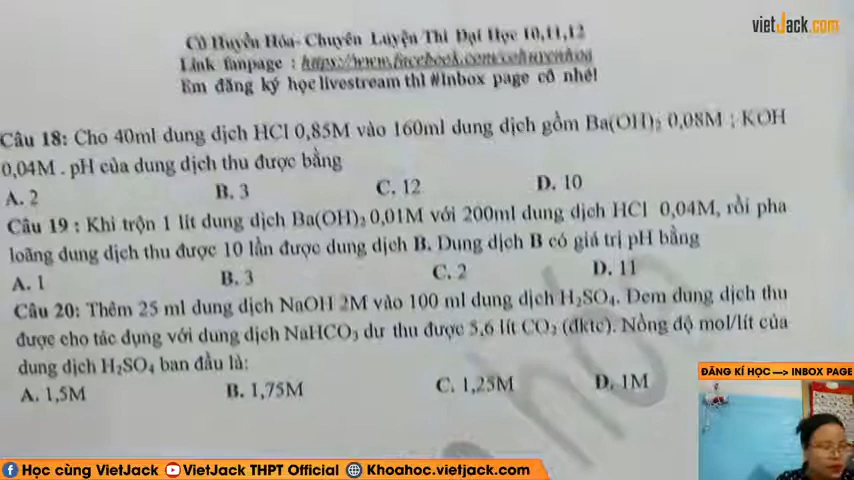 vietJack.com
Cô Huyền Hóa- Chuyên Luyện Thi Đại Học 10,11,12
Link fanpage : https://www.facebook.com/cohuyenhoa
Em đăng ký học livestream thì #Inbox page cô nhé!
Câu 18: Cho 40ml dung dịch HCl 0,85M vào 160ml dung dịch gồm Ba(OH)₂ 0,08M ; KOH
0,04M . pH của dung dịch thu được bằng
A. 2 B. 3 C. 12 D. 10
Câu 19 : Khi trộn 1 lít dung dịch Ba(OH)₂ 0,01M với 200ml dung dịch HCl 0,04M, rồi pha
loãng dung dịch thu được 10 lần được dung dịch B. Dung dịch B có giá trị pH bằng
A. 1 B. 3 C. 2 D. 11
Câu 20: Thêm 25 ml dung dịch NaOH 2M vào 100 ml dung dịch H₂SO₄. Đem dung dịch thu
được cho tác dụng với dung dịch NaHCO₃ dư thu được 5,6 lít CO₂ (đktc). Nồng độ mol/lít của
dung dịch H₂SO₄ ban đầu là:
A. 1,5M B. 1,75M C. 1,25M D. 1M
ĐĂNG KÍ HỌC —> INBOX PAGE
Học cùng VietJack VietJack THPT Official Khoahoc.vietjack.com